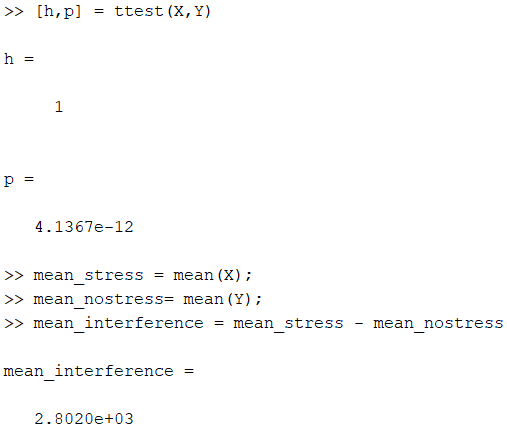 >> [h,p] = ttest(X,Y)
h =
1
p =
4.1367e-12
>> mean_stress = mean(X);
>> mean_nostress= mean(Y);
>> mean_interference = mean_stress - mean_nostress
mean_interference =
2.8020e+03